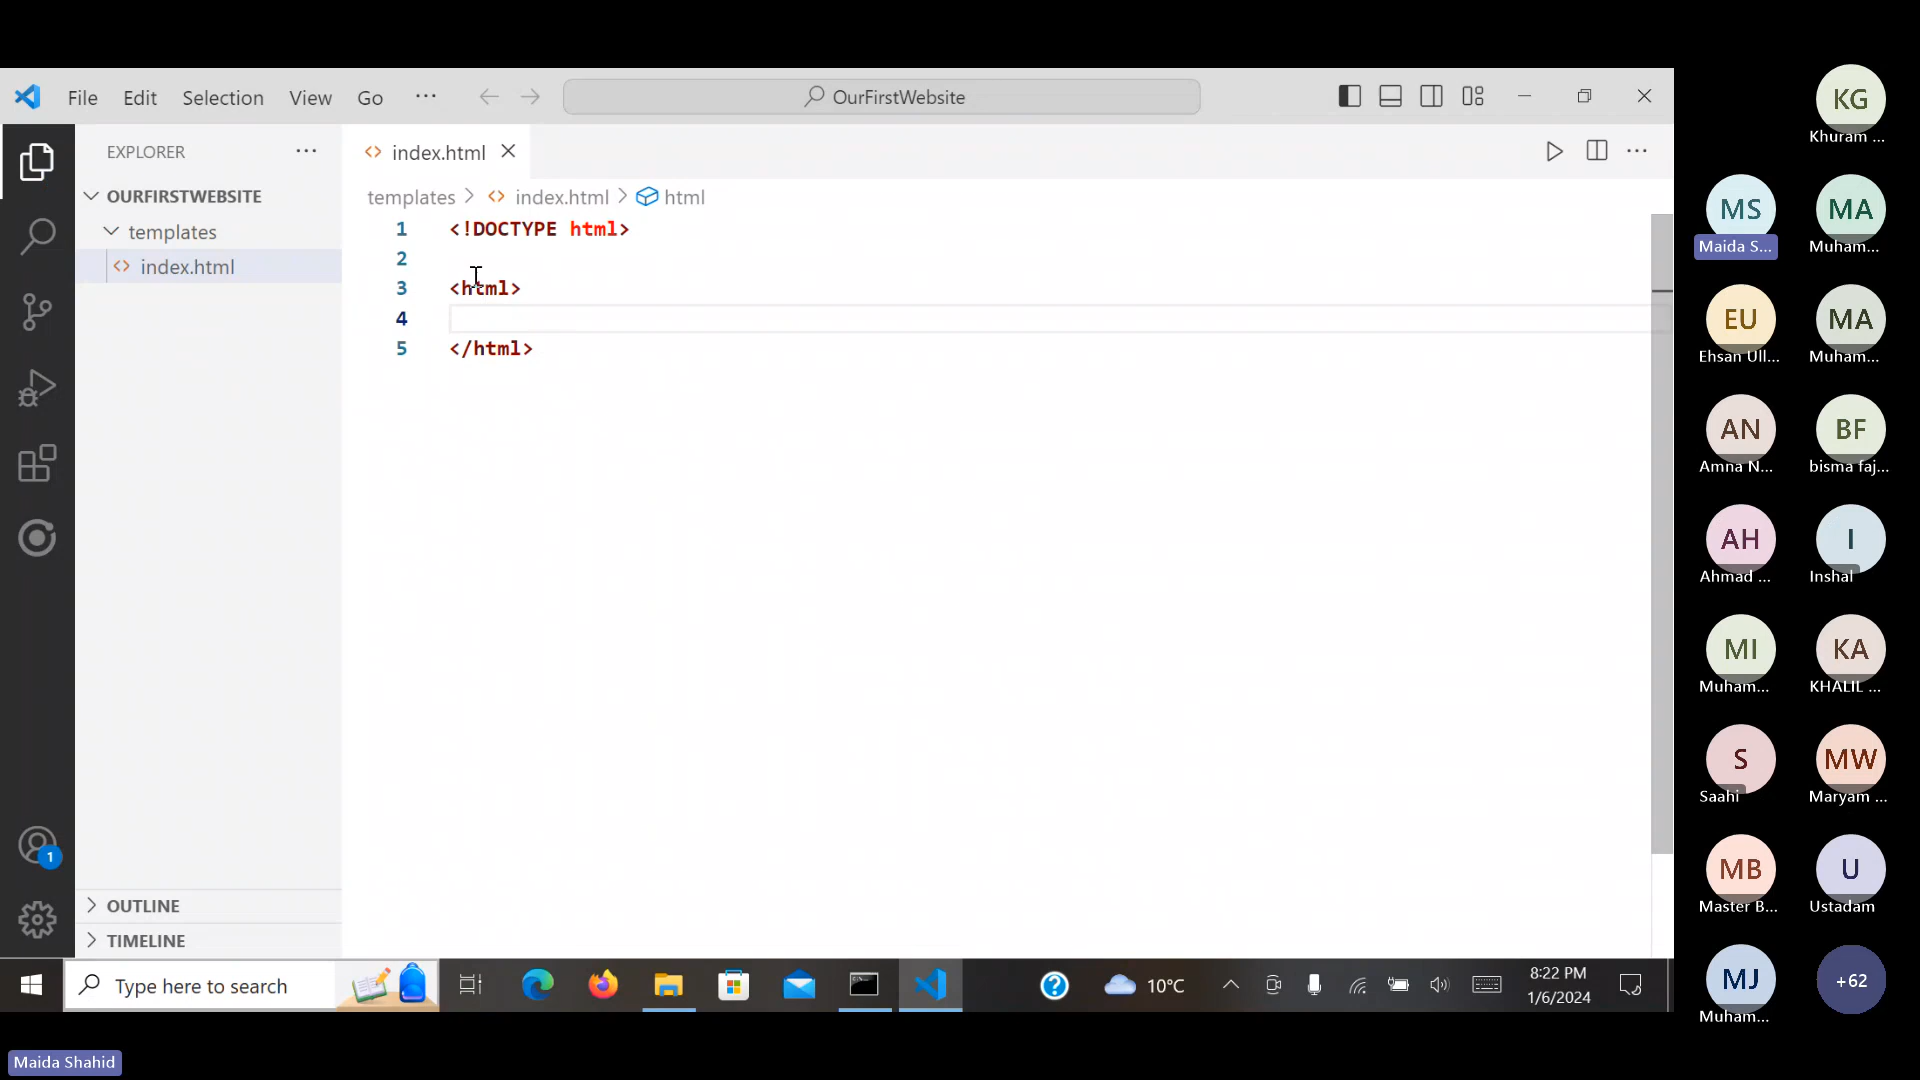 File Edit Selection View Go ...
OurFirstWebsite
EXPLORER ...
OURFIRSTWEBSITE
templates
index.html
OUTLINE
TIMELINE
index.html
templates > index.html > html
1 <!DOCTYPE html>
2
3 <html>
4
5 </html>
1
Type here to search
10°C
8:22 PM
1/6/2024
KG
Khuram ...
MS
Maida S...
MA
Muham...
EU
Ehsan Ull...
MA
Muham...
AN
Amna N...
BF
bisma faj...
AH
Ahmad ...
I
Inshal
MI
Muham...
KA
KHALIL ...
S
Saahi
MW
Maryam ...
MB
Master B...
U
Ustadam
MJ
Muham...
+62
Maida Shahid